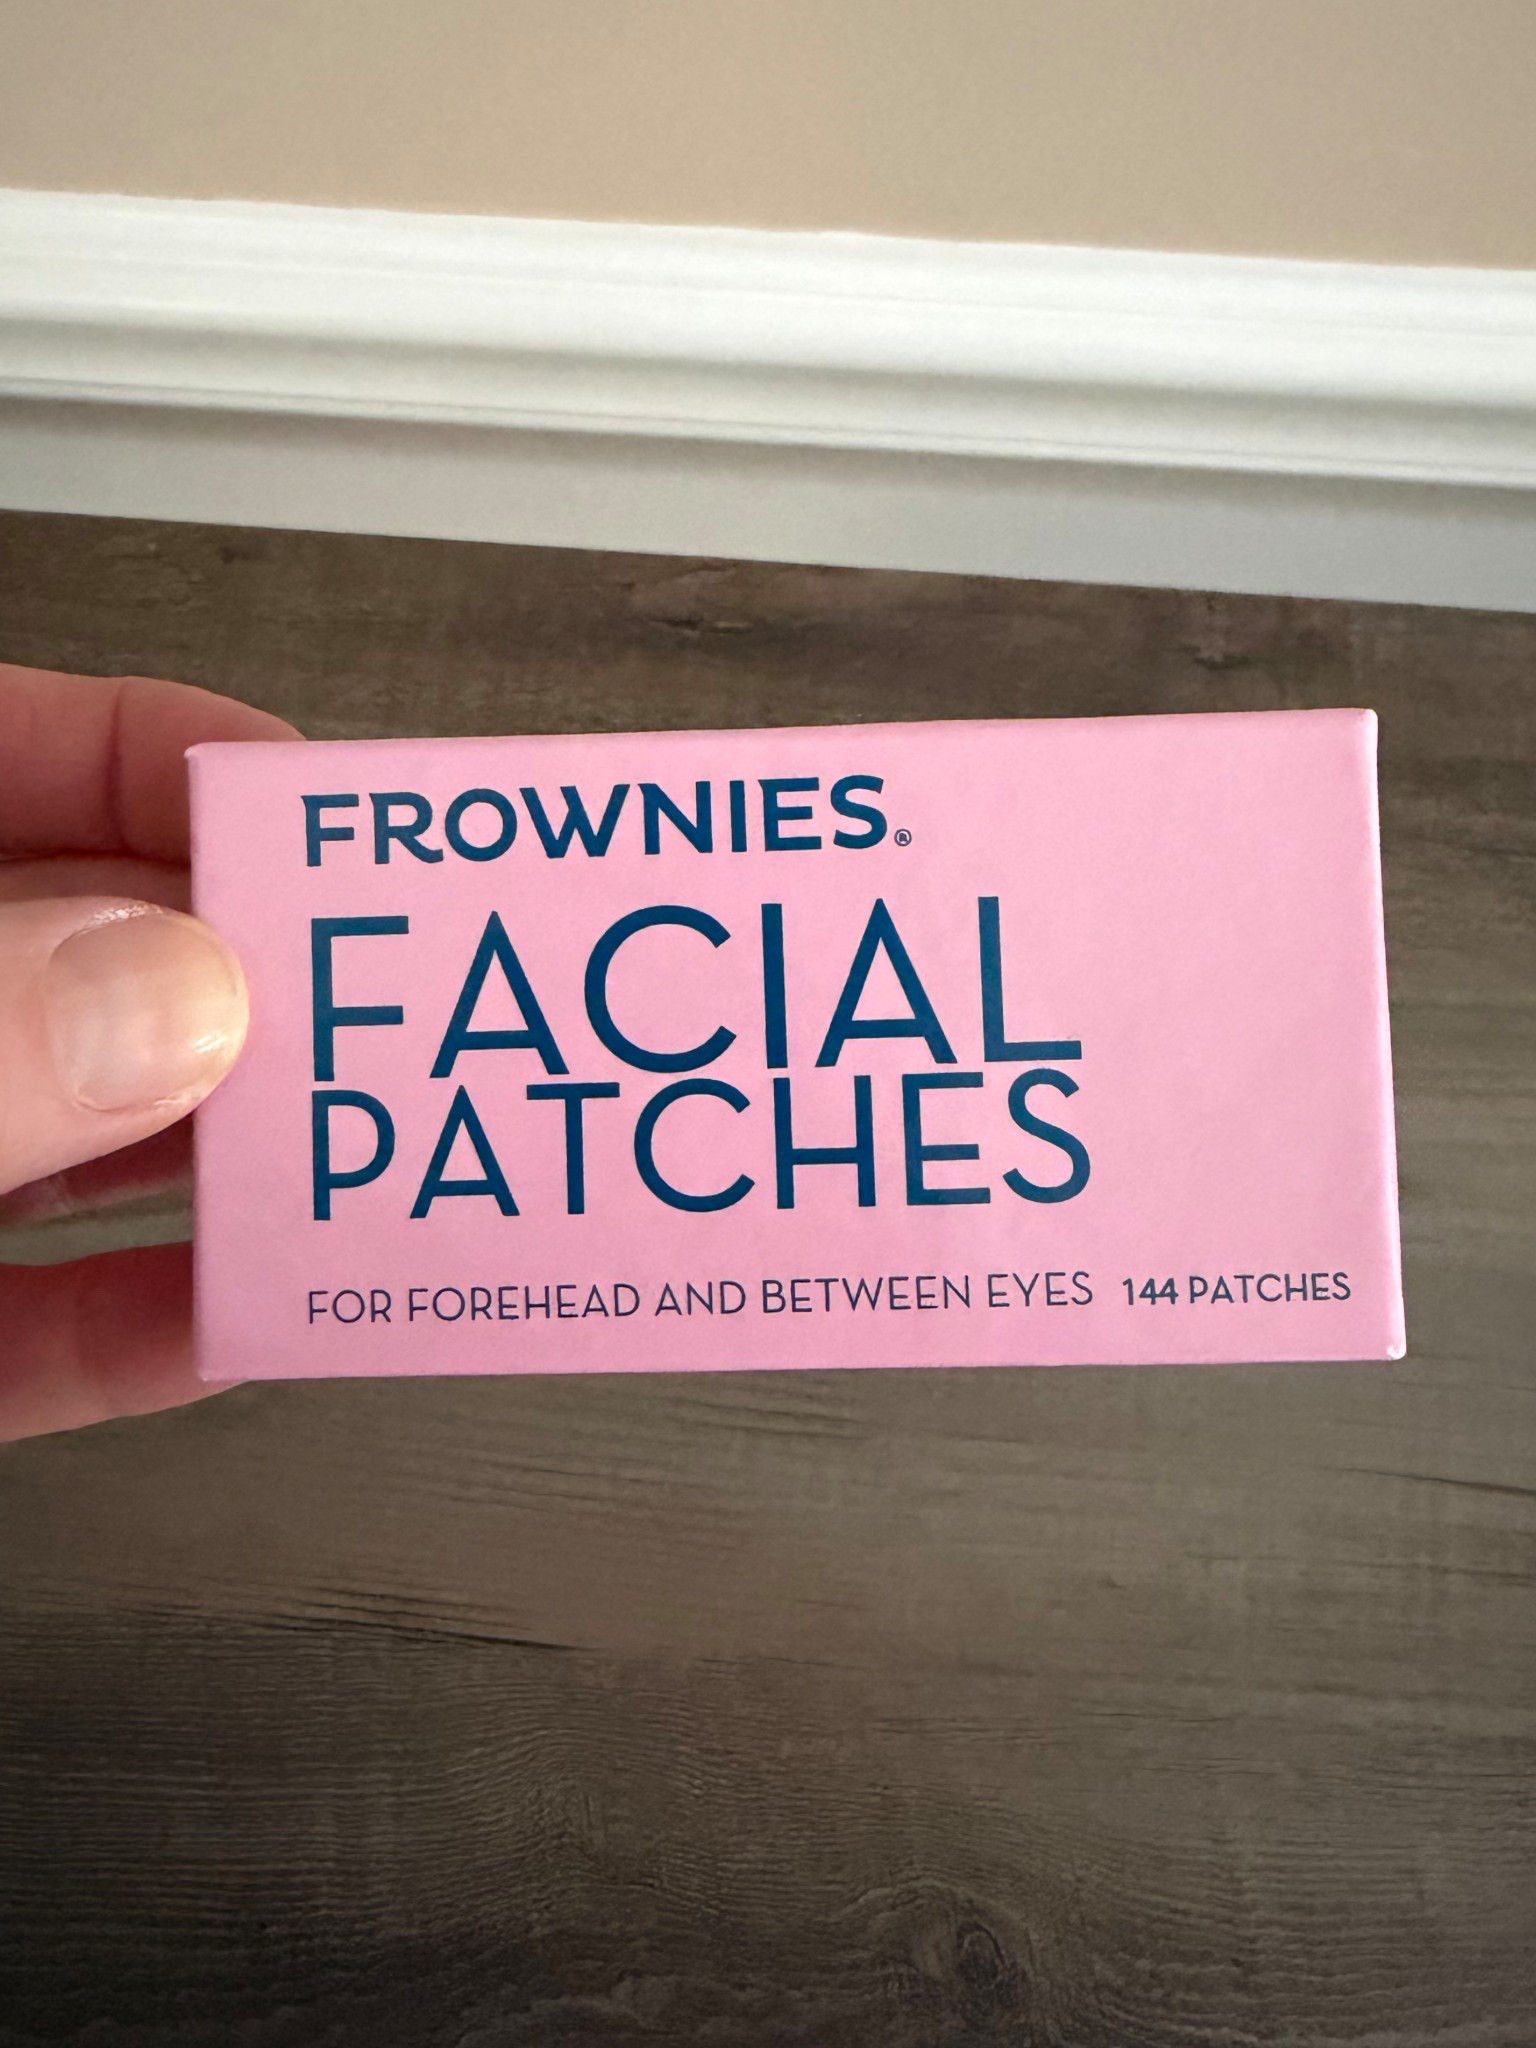 FROWNIES®
FACIAL
PATCHES
FOR FOREHEAD AND BETWEEN EYES 144 PATCHES